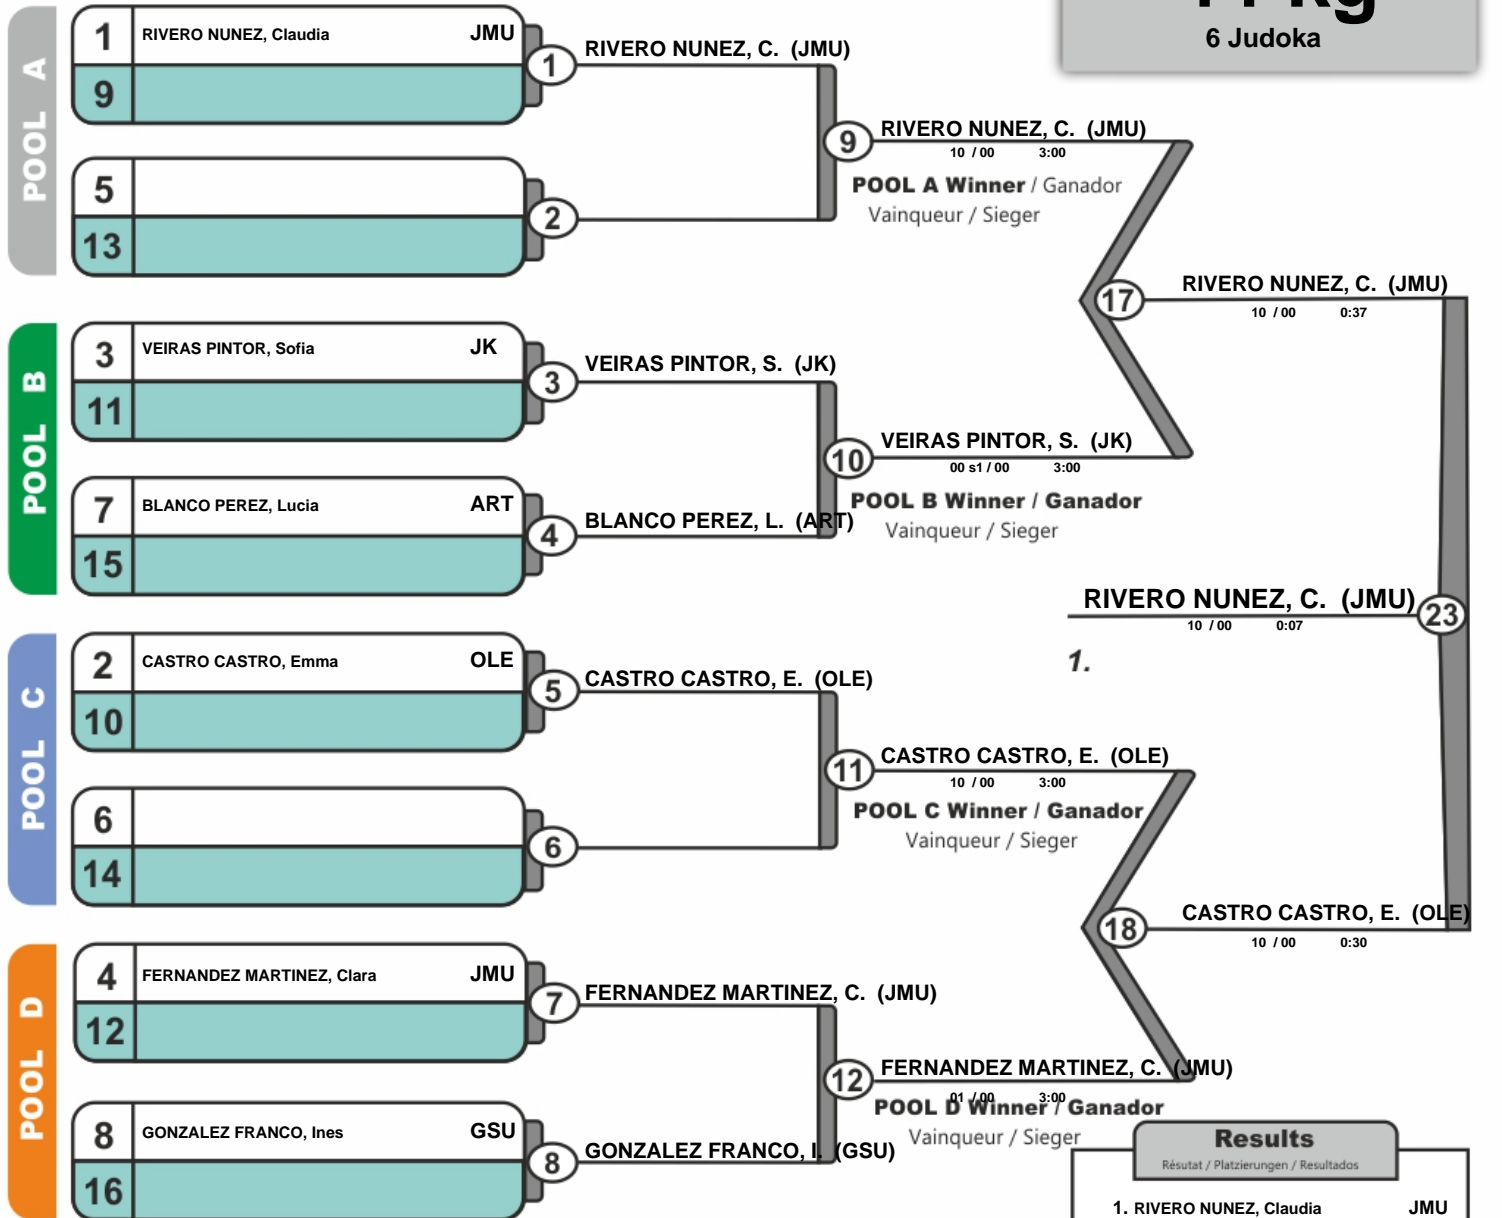 6 Judoka
POOL A
1 RIVERO NUNEZ, Claudia JMU
9
5
13
1 RIVERO NUNEZ, C. (JMU)
2
9 RIVERO NUNEZ, C. (JMU)
10 / 00 3:00
POOL A Winner / Ganador
Vainqueur / Sieger
POOL B
3 VEIRAS PINTOR, Sofia JK
11
7 BLANCO PEREZ, Lucia ART
15
3 VEIRAS PINTOR, S. (JK)
4 BLANCO PEREZ, L. (ART)
10 VEIRAS PINTOR, S. (JK)
00 s1 / 00 3:00
POOL B Winner / Ganador
Vainqueur / Sieger
17 RIVERO NUNEZ, C. (JMU)
10 / 00 0:37
RIVERO NUNEZ, C. (JMU) 23
10 / 00 0:07
1.
POOL C
2 CASTRO CASTRO, Emma OLE
10
6
14
5 CASTRO CASTRO, E. (OLE)
6
11 CASTRO CASTRO, E. (OLE)
10 / 00 3:00
POOL C Winner / Ganador
Vainqueur / Sieger
18 CASTRO CASTRO, E. (OLE)
10 / 00 0:30
POOL D
4 FERNANDEZ MARTINEZ, Clara JMU
12
8 GONZALEZ FRANCO, Ines GSU
16
7 FERNANDEZ MARTINEZ, C. (JMU)
8 GONZALEZ FRANCO, I. (GSU)
12 FERNANDEZ MARTINEZ, C. (JMU)
01 / 00 3:00
POOL D Winner / Ganador
Vainqueur / Sieger
Results
Résutat / Platzierungen / Resultados
1. RIVERO NUNEZ, Claudia JMU